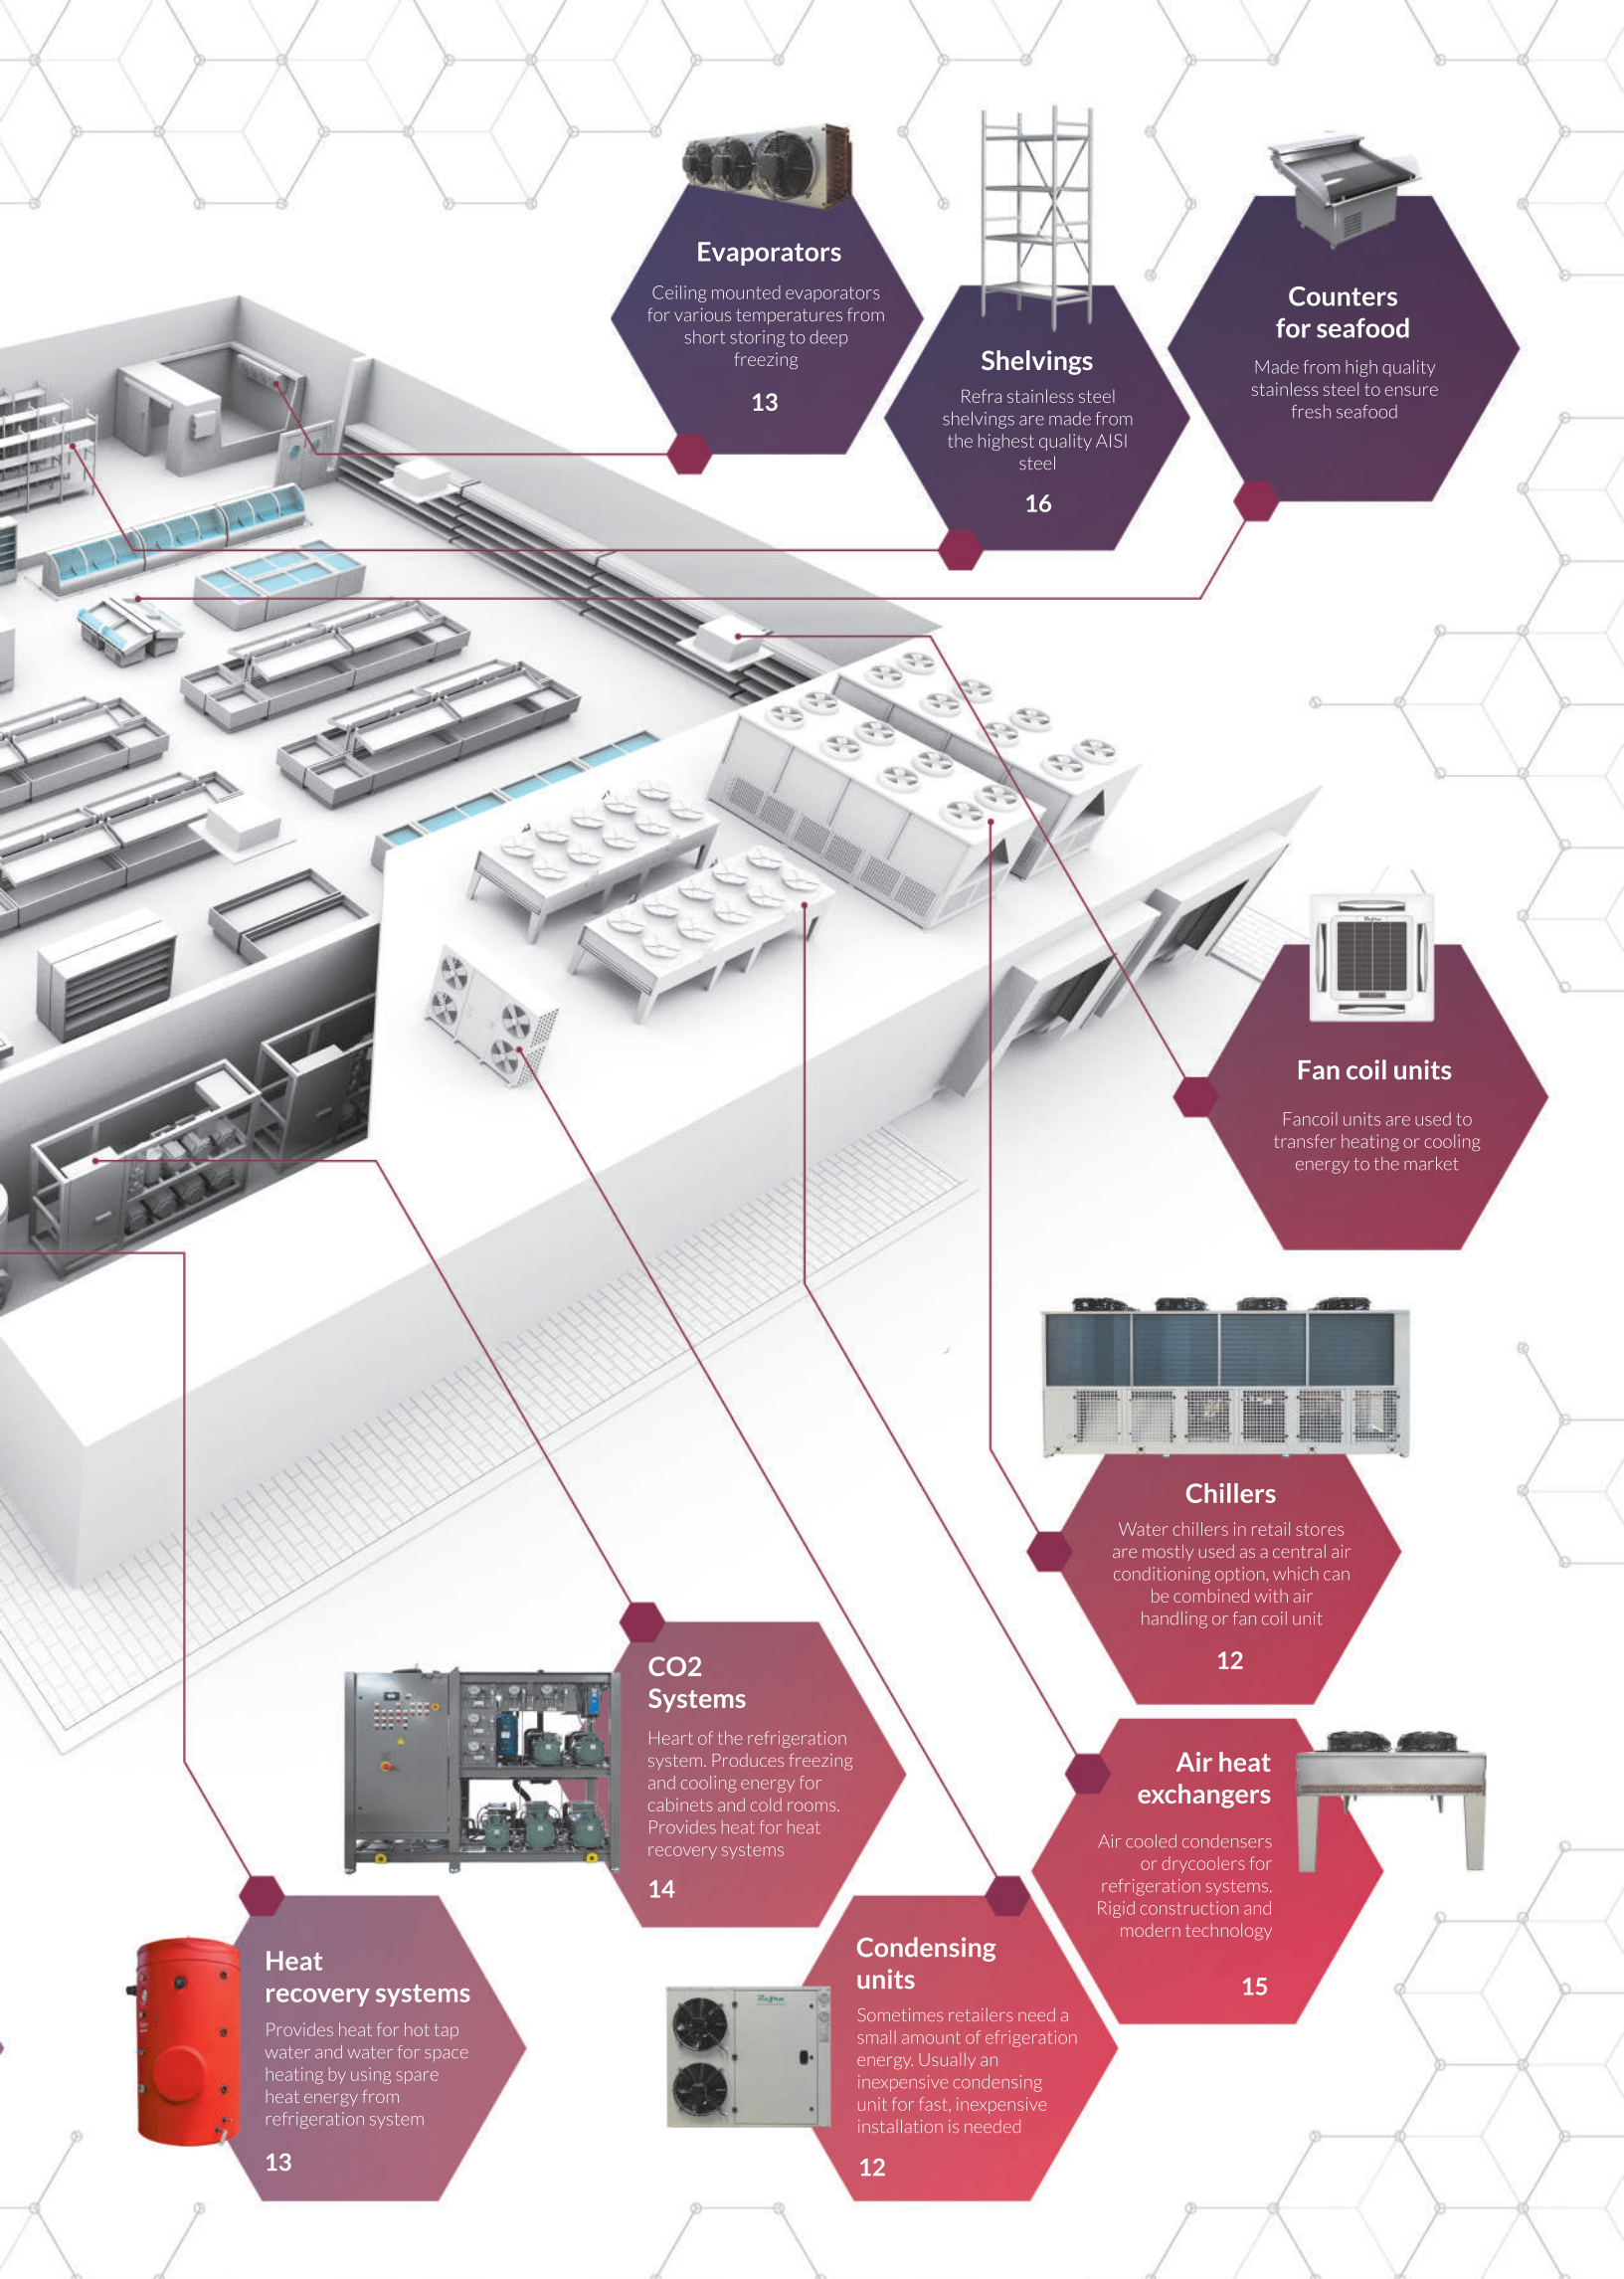 Evaporators
Ceiling mounted evaporators
for various temperatures from
short storing to deep
freezing
13
Shelvings
Refra stainless steel
shelvings are made from
the highest quality AISI
steel
16
Counters
for seafood
Made from high quality
stainless steel to ensure
fresh seafood
Fan coil units
Fancoil units are used to
transfer heating or cooling
energy to the market
Chillers
Water chillers in retail stores
are mostly used as a central air
conditioning option, which can
be combined with air
handling or fan coil unit
12
CO2
Systems
Heart of the refrigeration
system. Produces freezing
and cooling energy for
cabinets and cold rooms.
Provides heat for heat
recovery systems
14
Air heat
exchangers
Air cooled condensers
or drycoolers for
refrigeration systems.
Rigid construction and
modern technology
15
Heat
recovery systems
Provides heat for hot tap
water and water for space
heating by using spare
heat energy from
refrigeration system
13
Condensing
units
Sometimes retailers need a
small amount of efrigeration
energy. Usually an
inexpensive condensing
unit for fast, inexpensive
installation is needed
12